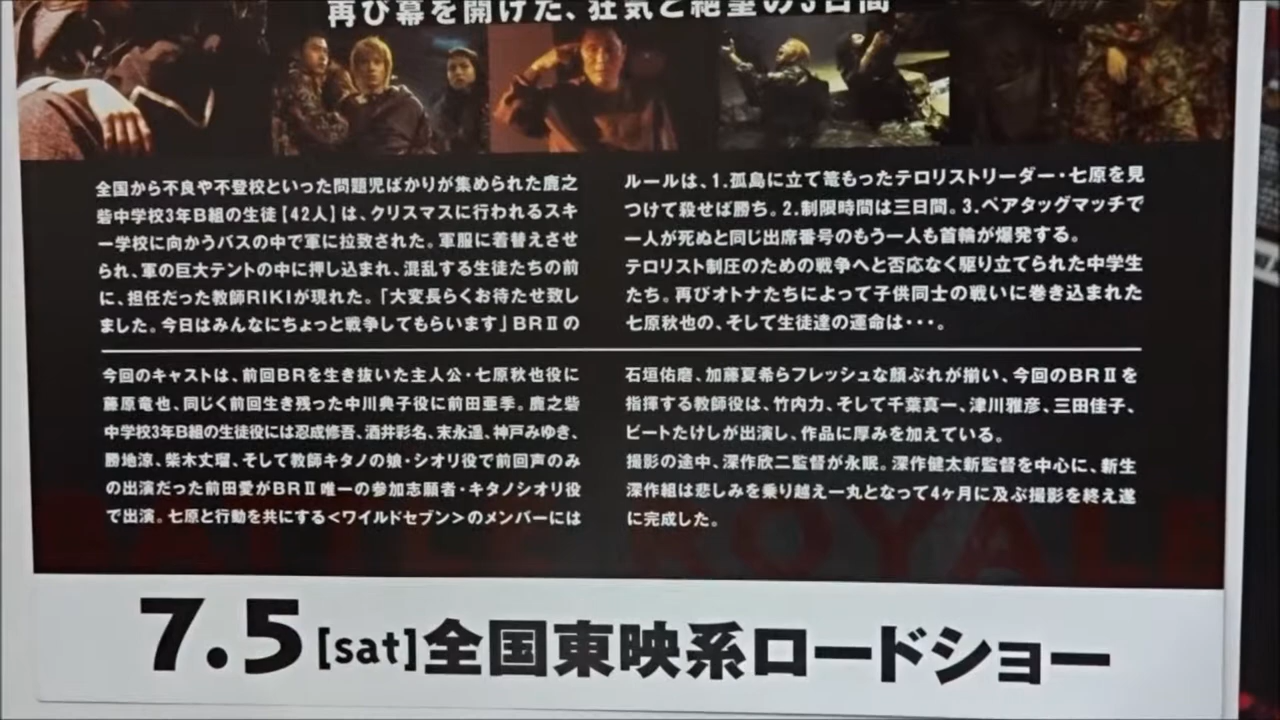 再び幕を開けた、狂気と絶望の3日間
全国から不良や不登校といった問題児ばかりが集められた鹿之
砦中学校3年B組の生徒【42人】は、クリスマスに行われるスキ
ー学校に向かうバスの中で軍に拉致された。軍服に着替えさせ
られ、軍の巨大テントの中に押し込まれ、混乱する生徒たちの前
に、担任だった教師RIKIが現れた。「大変長らくお待たせ致し
ました。今日はみんなにちょっと戦争してもらいます」BRⅡの
ルールは、1.孤島に立て篭もったテロリストリーダー・七原を見
つけて殺せば勝ち。2.制限時間は三日間。3.ペアタッグマッチで
一人が死ぬと同じ出席番号のもう一人も首輪が爆発する。
テロリスト制圧のための戦争へと否応なく駆り立てられた中学生
たち。再びオトナたちによって子供同士の戦いに巻き込まれた
七原秋也の、そして生徒達の運命は・・・。
今回のキャストは、前回BRを生き抜いた主人公・七原秋也役に
藤原竜也、同じく前回生き残った中川典子役に前田亜季。鹿之砦
中学校3年B組の生徒役には忍成修吾、酒井彩名、末永遥、神戸みゆき、
勝地涼、柴木丈瑠、そして教師キタノの娘・シオリ役で前回声のみ
の出演だった前田愛がBRⅡ唯一の参加志願者・キタノシオリ役
で出演。七原と行動を共にする<ワイルドセブン>のメンバーには
石垣佑磨、加藤夏希らフレッシュな顔ぶれが揃い、今回のBRⅡを
指揮する教師役は、竹内力、そして千葉真一、津川雅彦、三田佳子、
ビートたけしが出演し、作品に厚みを加えている。
撮影の途中、深作欣二監督が永眠。深作健太新監督を中心に、新生
深作組は悲しみを乗り越え一丸となって4ヶ月に及ぶ撮影を終え遂
に完成した。
BATTLE ROYALE
7.5[sat]全国東映系ロードショー